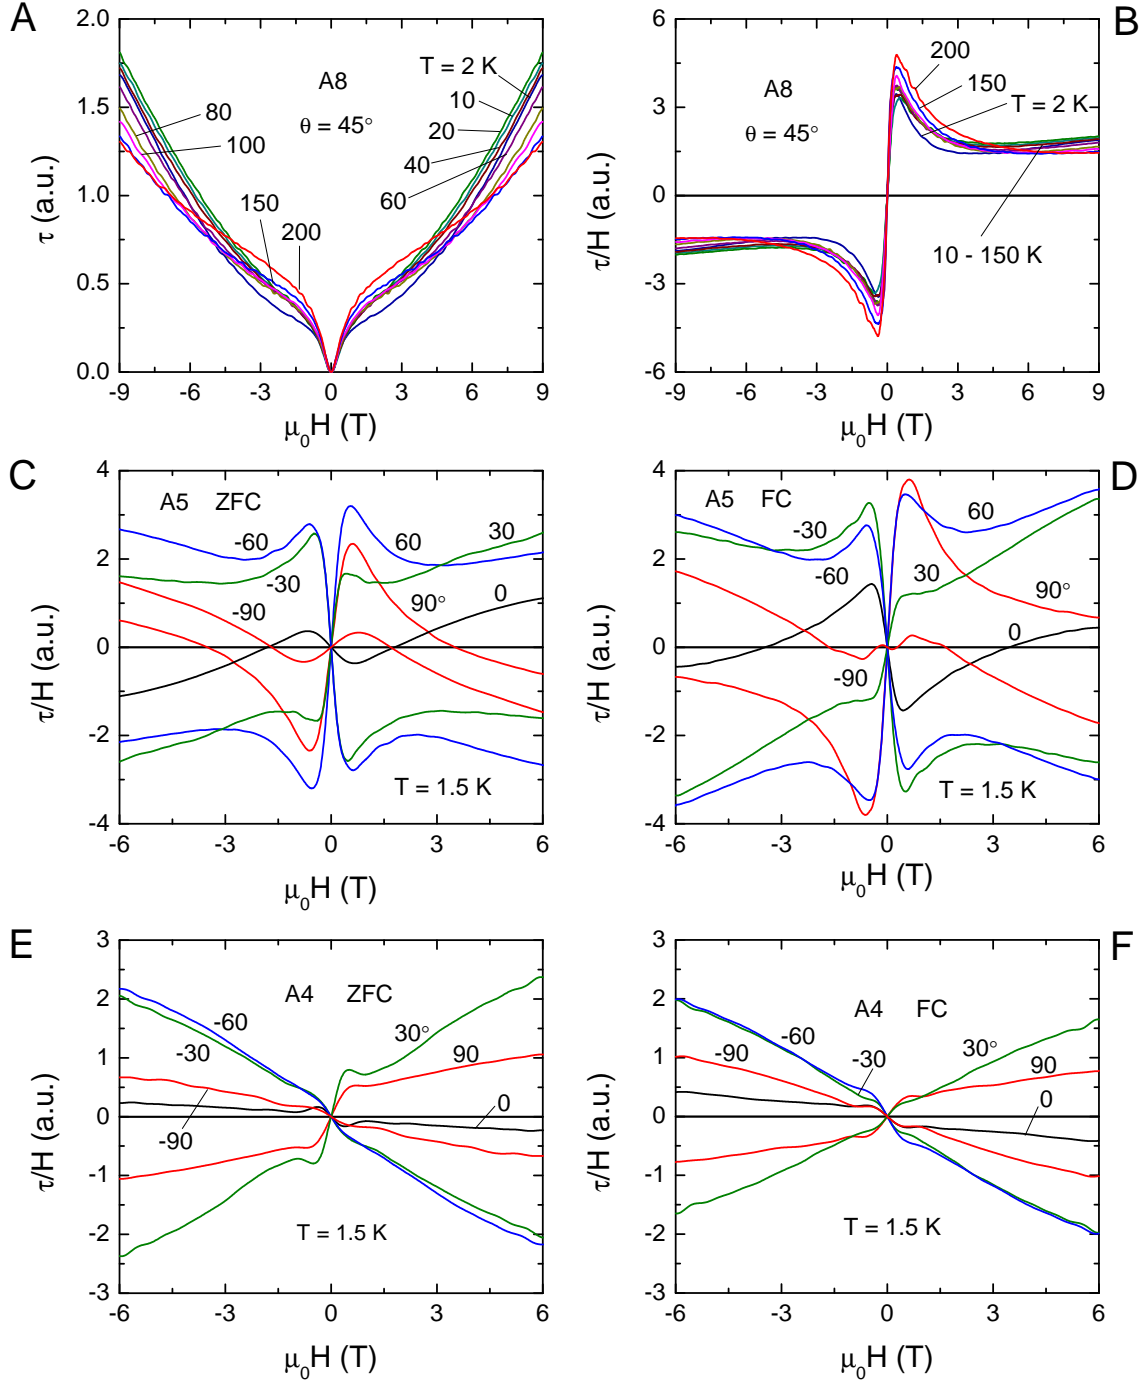 A
B
2.0
1.5
1.0
0.5
0.0
τ (a.u.)
A8
θ = 45°
T = 2 K
10
20
40
60
80
100
150
200
-9 -6 -3 0 3 6 9
μ0H (T)
6
3
0
-3
-6
τ/H (a.u.)
A8
θ = 45°
200
150
T = 2 K
10 - 150 K
-9 -6 -3 0 3 6 9
μ0H (T)
C
D
4
2
0
-2
-4
τ/H (a.u.)
A5 ZFC
-60
-30
-90
60
30
90°
0
T = 1.5 K
-6 -3 0 3 6
μ0H (T)
4
2
0
-2
-4
τ/H (a.u.)
A5 FC
-30
-60
-90
60
30
90°
0
T = 1.5 K
-6 -3 0 3 6
μ0H (T)
E
F
3
2
1
0
-1
-2
-3
τ/H (a.u.)
A4 ZFC
-60
-30
-90
30°
90
0
T = 1.5 K
-6 -3 0 3 6
μ0H (T)
3
2
1
0
-1
-2
-3
τ/H (a.u.)
A4 FC
-60
-90
-30
30°
90
0
T = 1.5 K
-6 -3 0 3 6
μ0H (T)